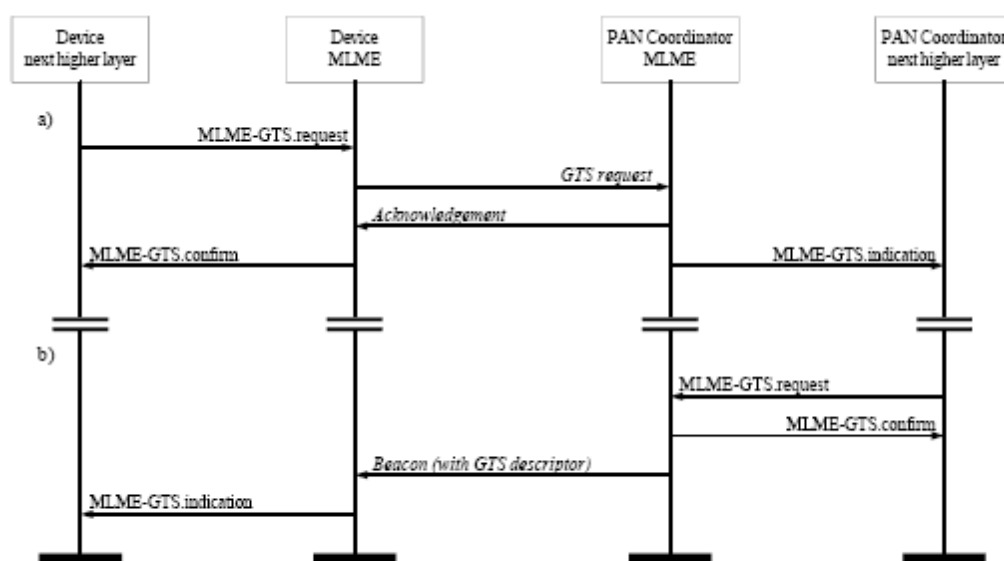 Device
next higher layer
Device
MLME
PAN Coordinator
MLME
PAN Coordinator
next higher layer
a)
MLME-GTS.request
GTS request
Acknowledgement
MLME-GTS.confirm
MLME-GTS.indication
b)
MLME-GTS.request
MLME-GTS.confirm
Beacon (with GTS descriptor)
MLME-GTS.indication